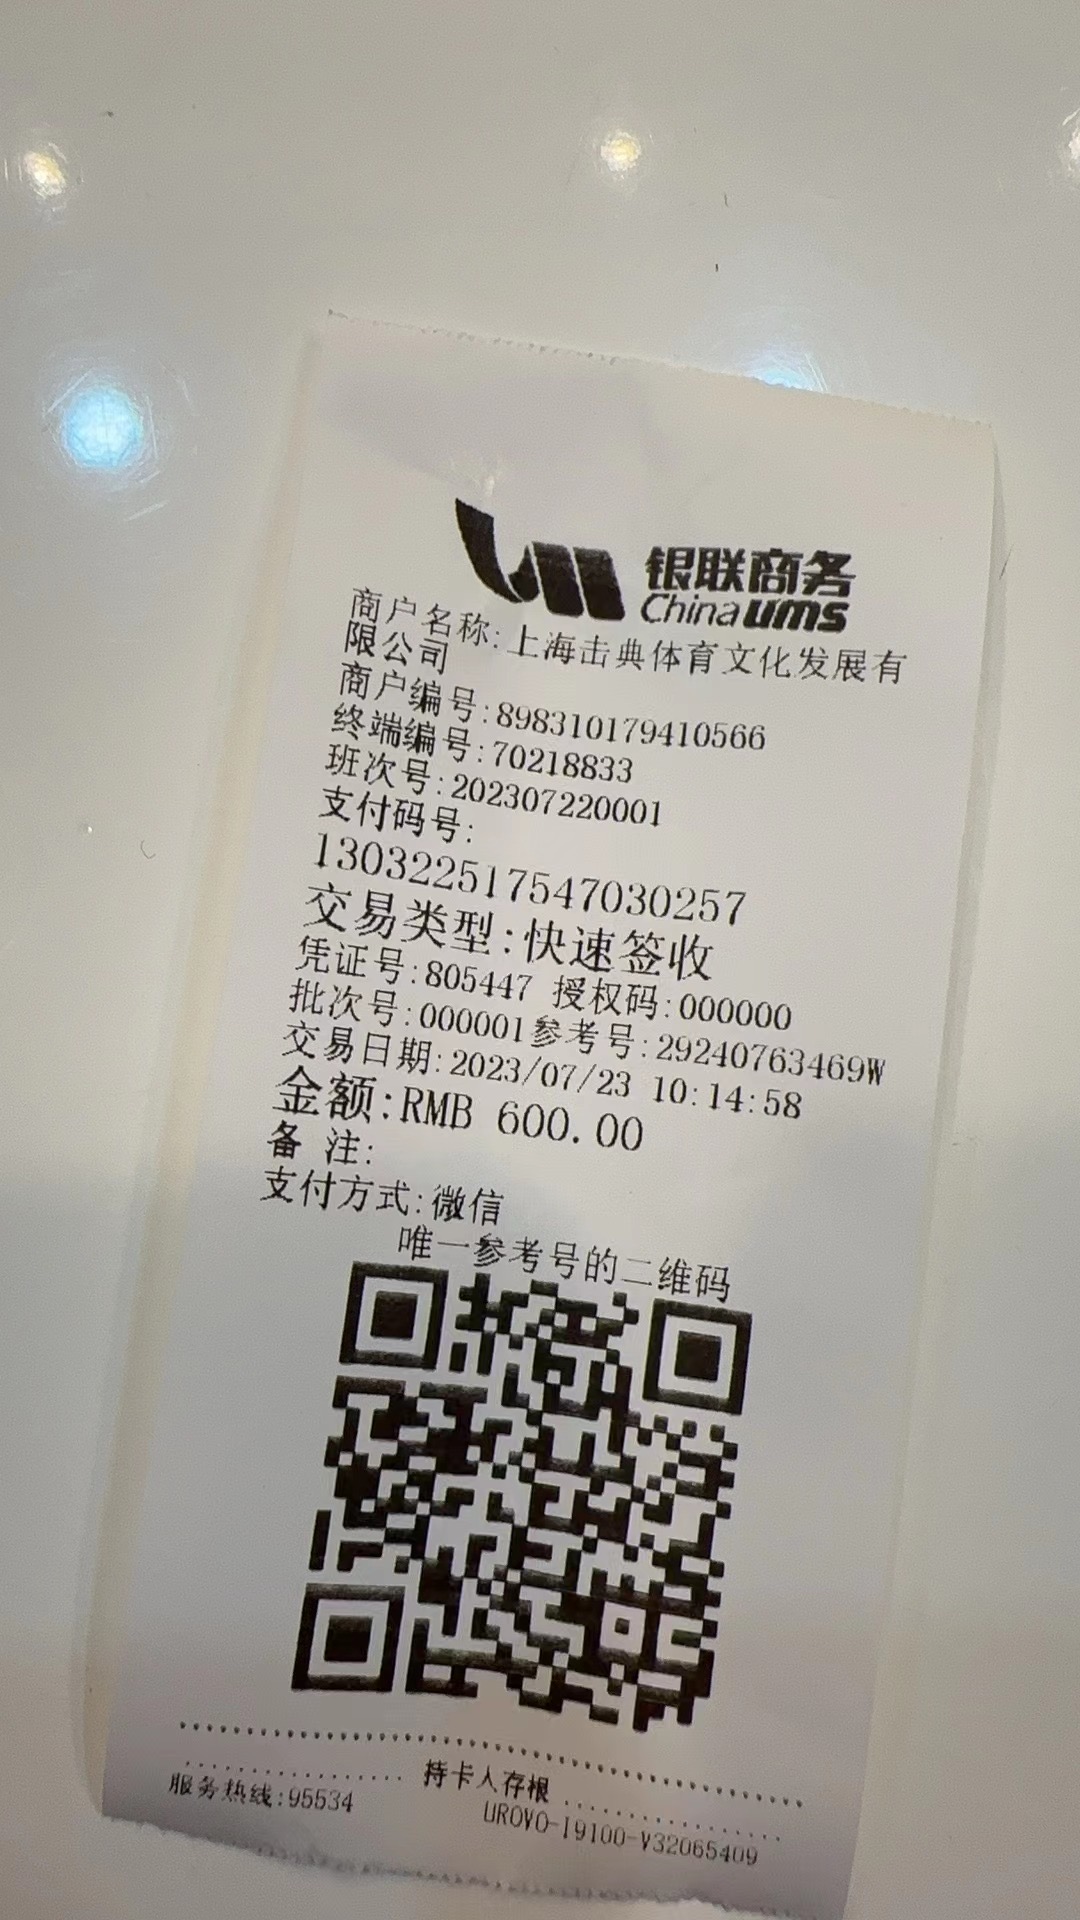 银联商务
China ums
商户名称:上海击典体育文化发展有
限公司
商户编号:898310179410566
终端编号:70218833
班次号:202307220001
支付码号:
130322517547030257
交易类型:快速签收
凭证号:805447 授权码:000000
批次号:000001参考号:29240763469W
交易日期:2023/07/23 10:14:58
金额:RMB 600.00
备 注:
支付方式:微信
唯一参考号的二维码
持卡人存根
服务热线:95534
UROVO-I9100-V32065409